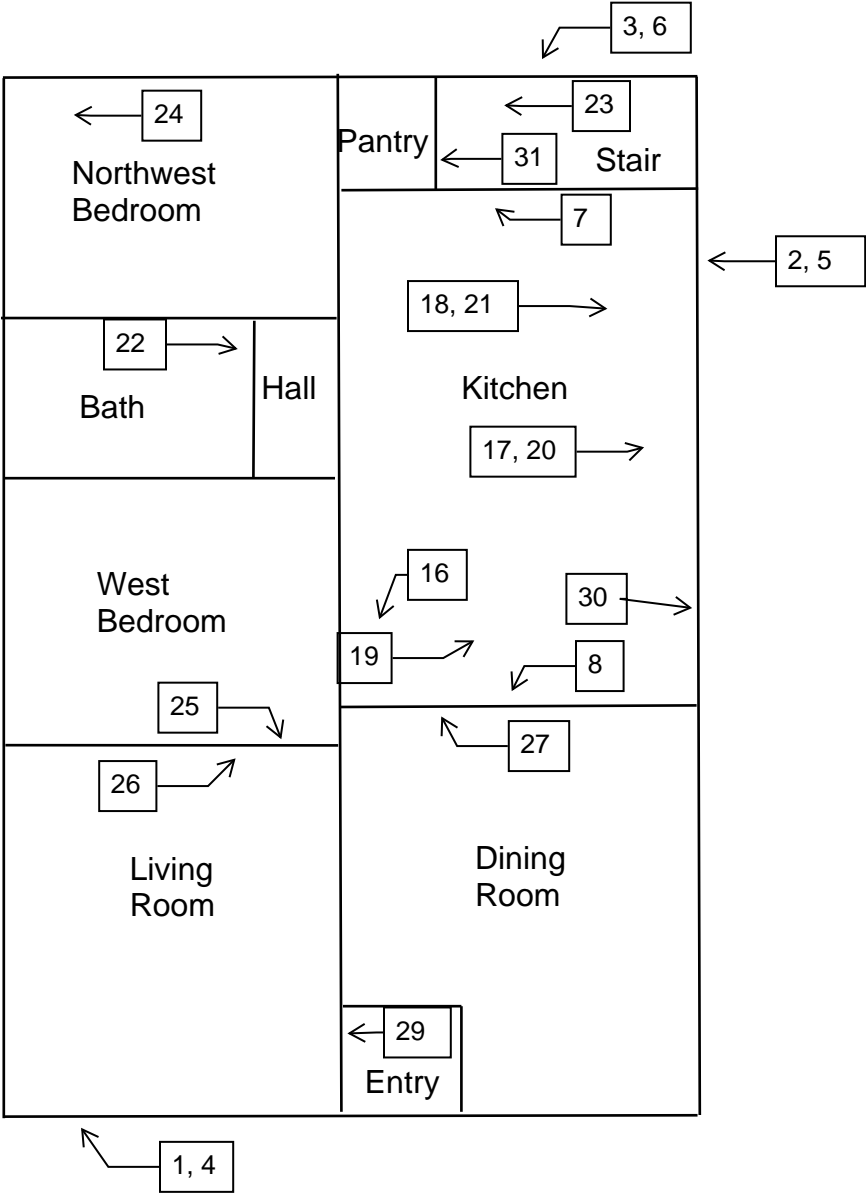 3, 6
24
23
Pantry
31
Stair
Northwest
Bedroom
7
2, 5
18, 21
22
Hall
Kitchen
Bath
17, 20
16
West
Bedroom
30
19
8
25
27
26
Living
Room
Dining
Room
29
Entry
1, 4